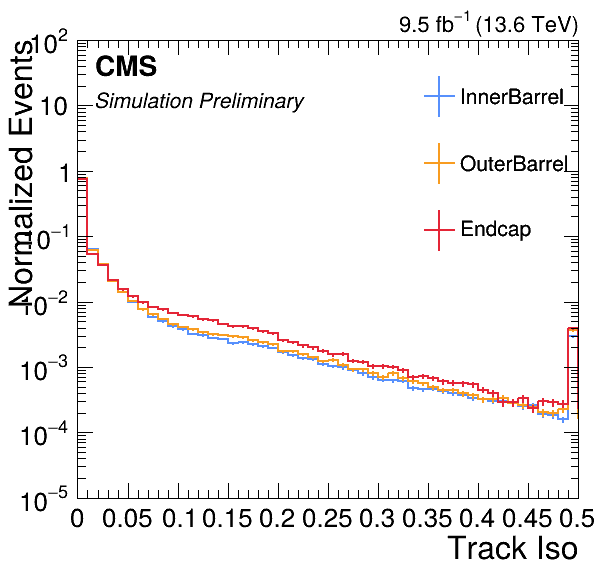 9.5 fb⁻¹ (13.6 TeV)
CMS
Simulation Preliminary
InnerBarrel
OuterBarrel
Endcap
Normalized Events
10²
10
1
10⁻¹
10⁻²
10⁻³
10⁻⁴
10⁻⁵
0 0.05 0.1 0.15 0.2 0.25 0.3 0.35 0.4 0.45 0.5
Track Iso